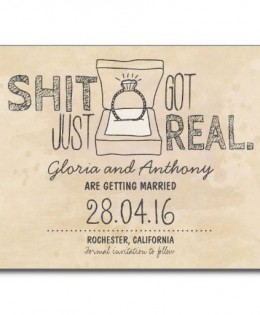 SHIT GOT
JUST REAL.
Gloria and Anthony
ARE GETTING MARRIED
28.04.16
ROCHESTER, CALIFORNIA
Formal invitation to follow